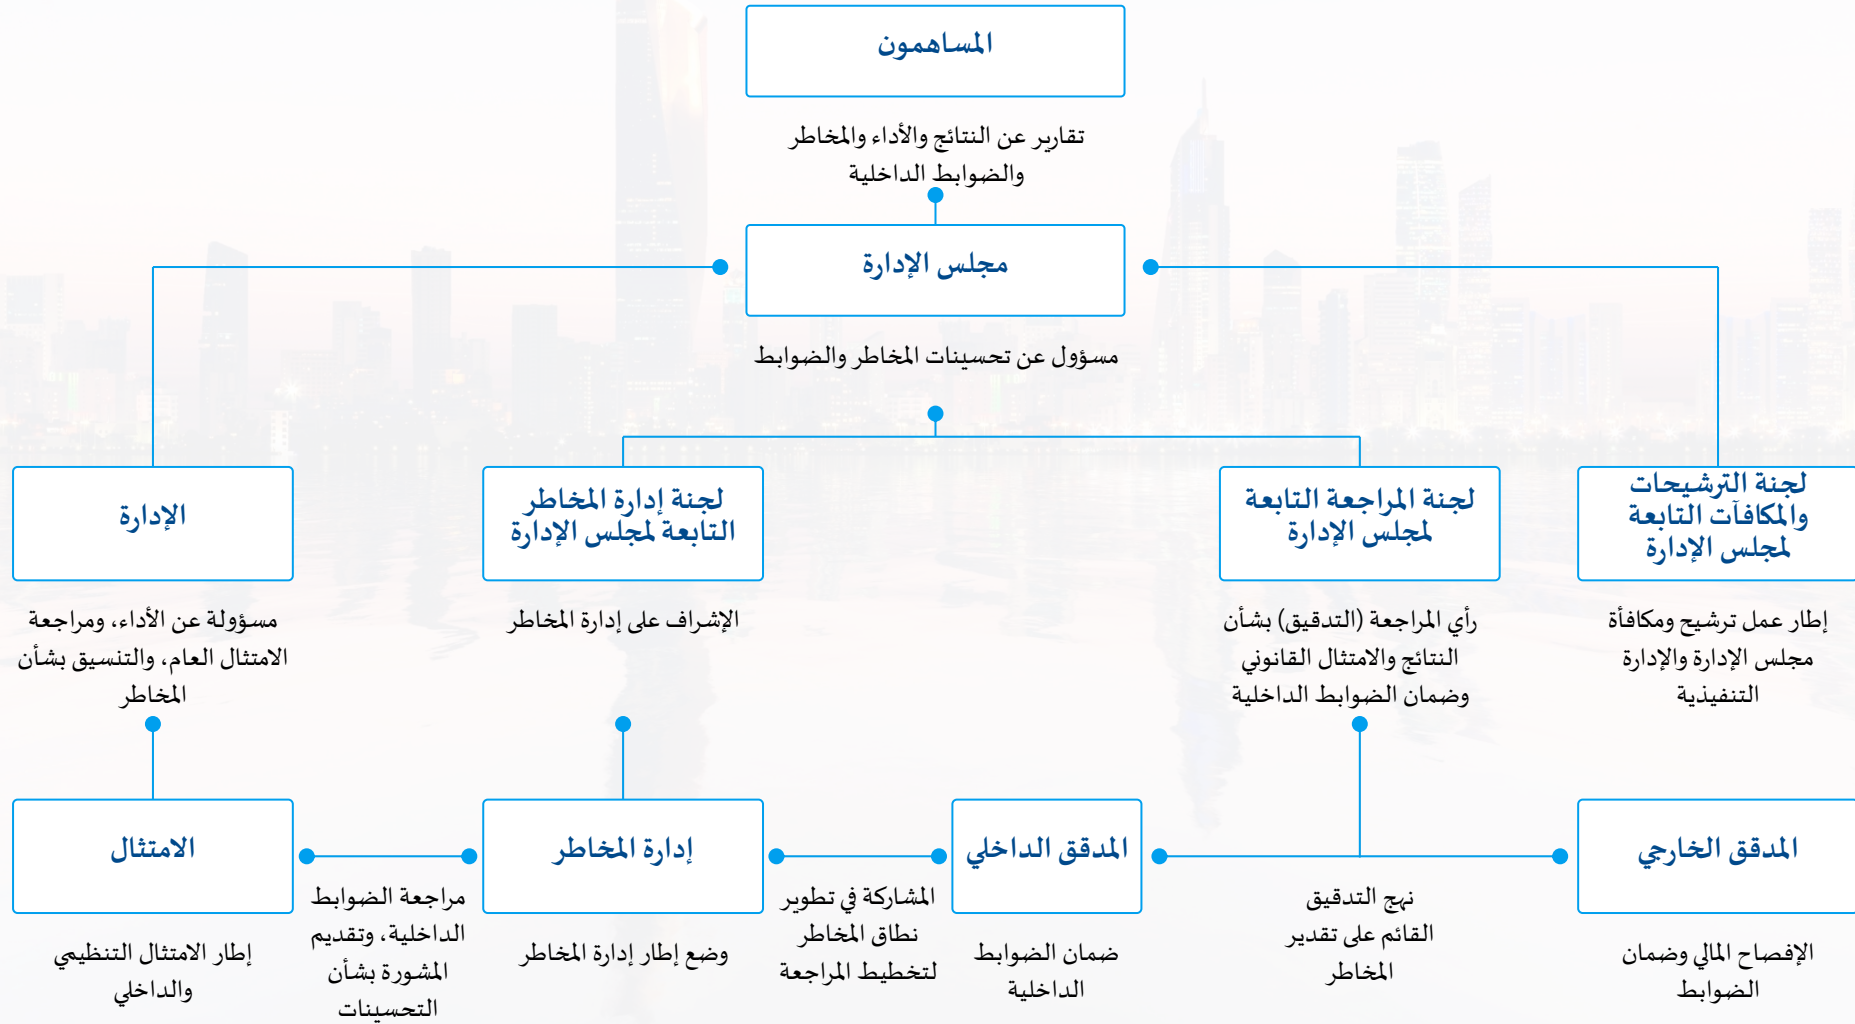 المساهمون
تقارير عن النتائج والأداء والمخاطر
والضوابط الداخلية
مجلس الإدارة
مسؤول عن تحسينات المخاطر والضوابط
لجنة الترشيحات
والمكافآت التابعة
لمجلس الإدارة
إطار عمل ترشيح ومكافأة
مجلس الإدارة والإدارة
التنفيذية
لجنة المراجعة التابعة
لمجلس الإدارة
رأي المراجعة (التدقيق) بشأن
النتائج والامتثال القانوني
وضمان الضوابط الداخلية
لجنة إدارة المخاطر
التابعة لمجلس الإدارة
الإشراف على إدارة المخاطر
الإدارة
مسؤولة عن الأداء، ومراجعة
الامتثال العام، والتنسيق بشأن
المخاطر
المدقق الخارجي
الإفصاح المالي وضمان
الضوابط
نهج التدقيق
القائم على تقدير
المخاطر
المدقق الداخلي
ضمان الضوابط
الداخلية
المشاركة في تطوير
نطاق المخاطر
لتخطيط المراجعة
إدارة المخاطر
وضع إطار إدارة المخاطر
مراجعة الضوابط
الداخلية، وتقديم
المشورة بشأن
التحسينات
الامتثال
إطار الامتثال التنظيمي
والداخلي